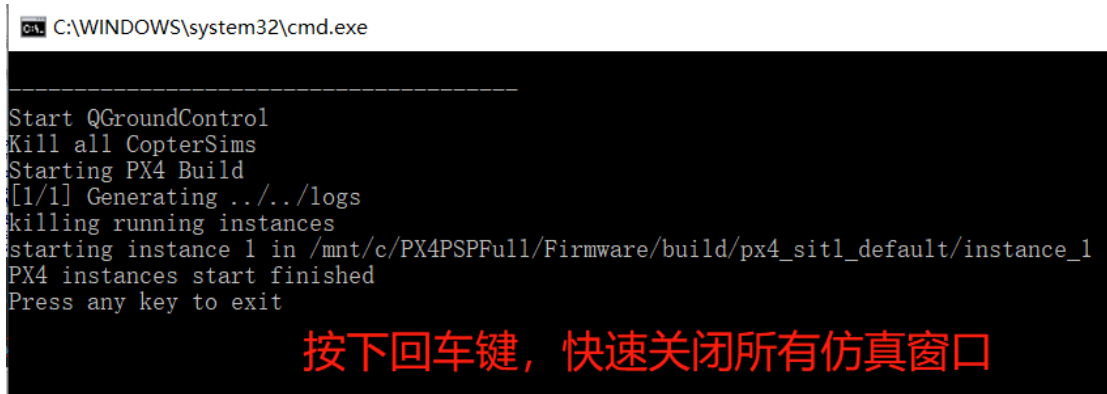 C:\WINDOWS\system32\cmd.exe
---------------------------------------
Start QGroundControl
Kill all CopterSims
Starting PX4 Build
[1/1] Generating ../../logs
killing running instances
starting instance 1 in /mnt/c/PX4PSPFull/Firmware/build/px4_sitl_default/instance_1
PX4 instances start finished
Press any key to exit
按下回车键，快速关闭所有仿真窗口